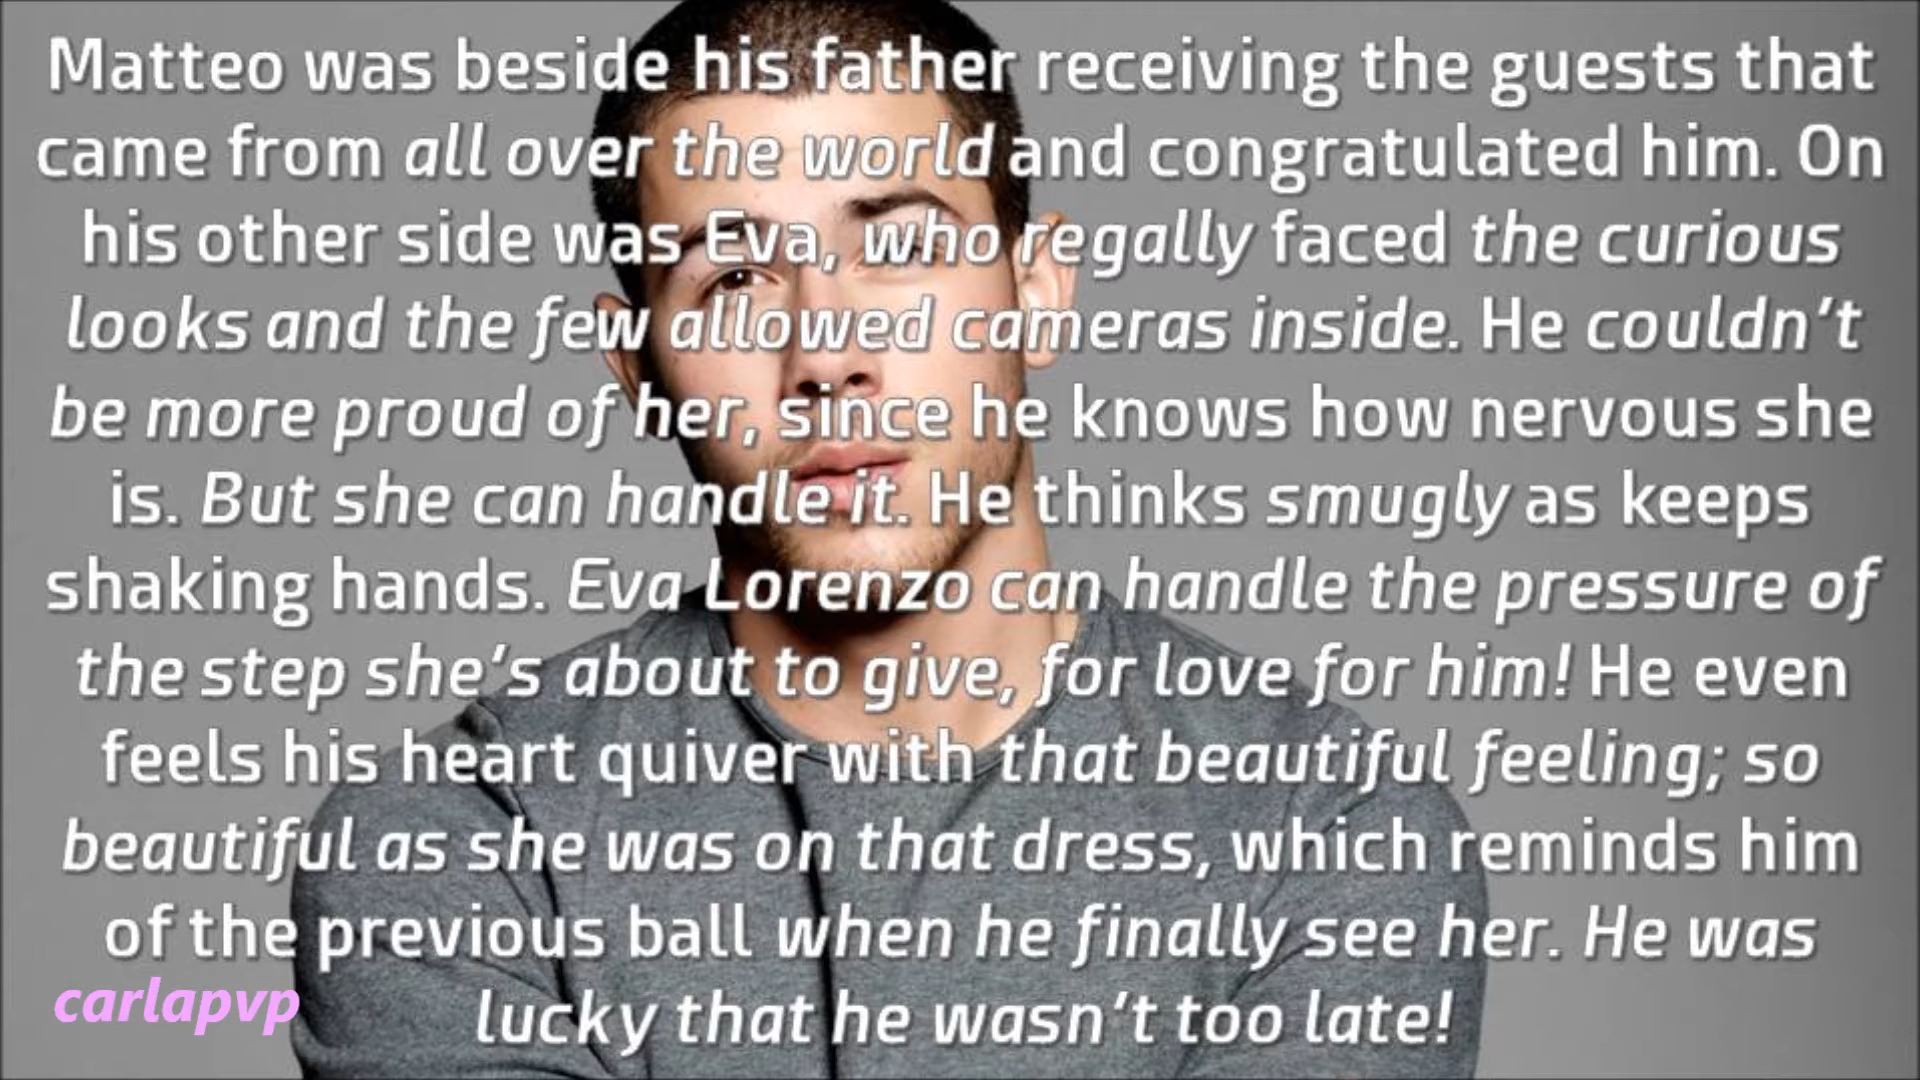 Matteo was beside his father receiving the guests that
came from all over the world and congratulated him. On
his other side was Eva, who regally faced the curious
looks and the few allowed cameras inside. He couldn't
be more proud of her, since he knows how nervous she
is. But she can handle it. He thinks smugly as keeps
shaking hands. Eva Lorenzo can handle the pressure of
the step she's about to give, for love for him! He even
feels his heart quiver with that beautiful feeling; so
beautiful as she was on that dress, which reminds him
of the previous ball when he finally see her. He was
lucky that he wasn't too late!
carlapvp